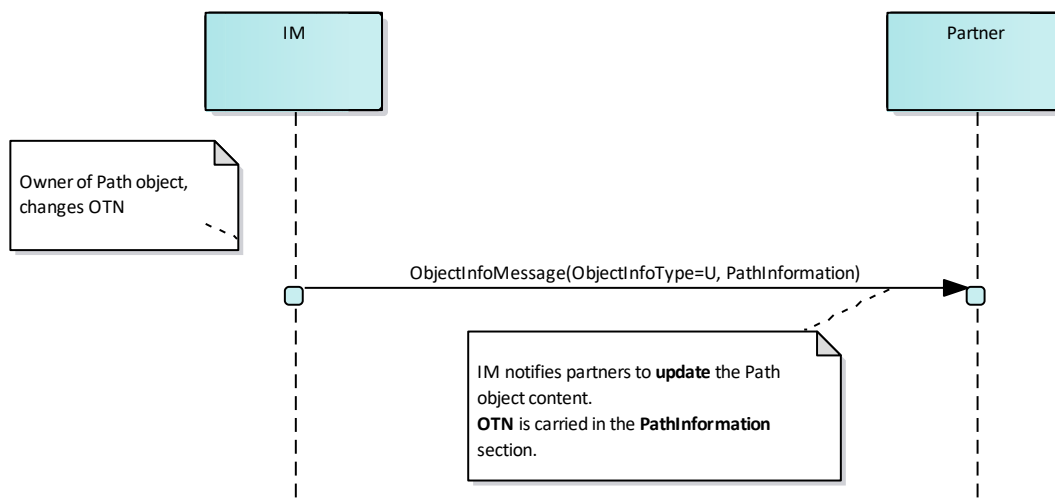 IM
Partner
Owner of Path object,
changes OTN
ObjectInfoMessage(ObjectInfoType=U, PathInformation)
IM notifies partners to update the Path
object content.
OTN is carried in the PathInformation
section.